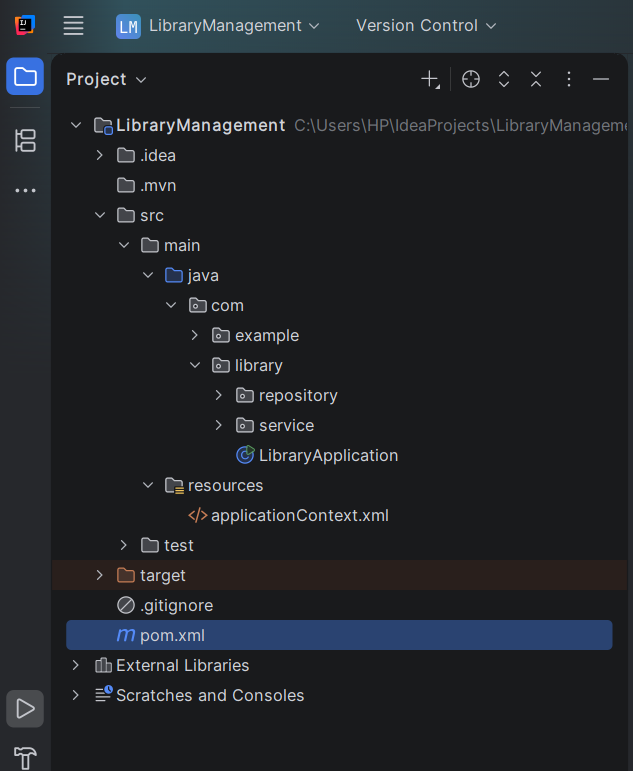 LM LibraryManagement Version Control
Project
LibraryManagement C:\Users\HP\IdeaProjects\LibraryManageme
.idea
.mvn
src
main
java
com
example
library
repository
service
LibraryApplication
resources
applicationContext.xml
test
target
.gitignore
pom.xml
External Libraries
Scratches and Consoles